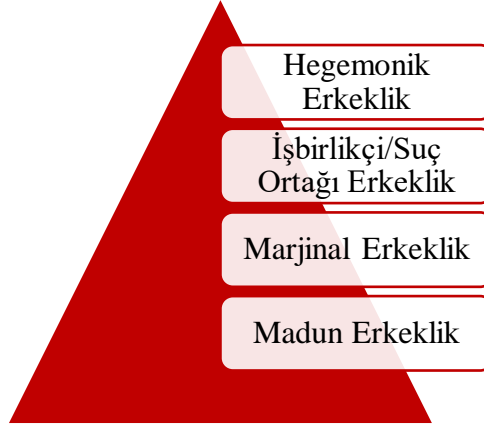 Hegemonik
Erkeklik
İşbirlikçi/Suç
Ortağı Erkeklik
Marjinal Erkeklik
Madun Erkeklik